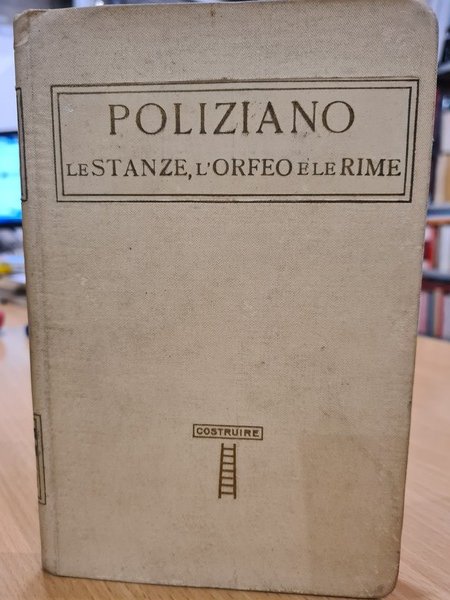 POLIZIANO
LE STANZE, L'ORFEO E LE RIME
COSTRUIRE